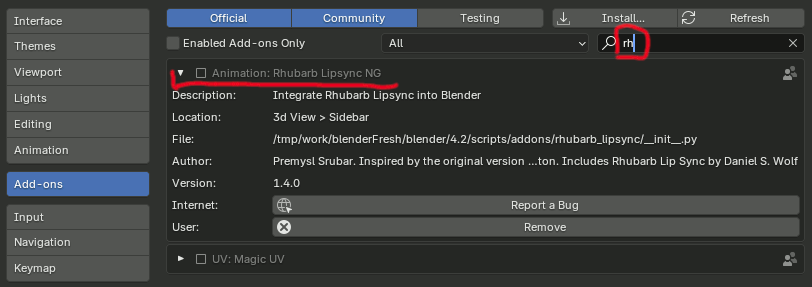 Interface
Themes
Viewport
Lights
Editing
Animation
Add-ons
Input
Navigation
Keymap
Official Community Testing Install... Refresh
Enabled Add-ons Only All rh
Animation: Rhubarb Lipsync NG
Description: Integrate Rhubarb Lipsync into Blender
Location: 3d View > Sidebar
File: /tmp/work/blenderFresh/blender/4.2/scripts/addons/rhubarb_lipsync/__init__.py
Author: Premysl Srubar. Inspired by the original version ...ton. Includes Rhubarb Lip Sync by Daniel S. Wolf
Version: 1.4.0
Internet: Report a Bug
User: Remove
UV: Magic UV